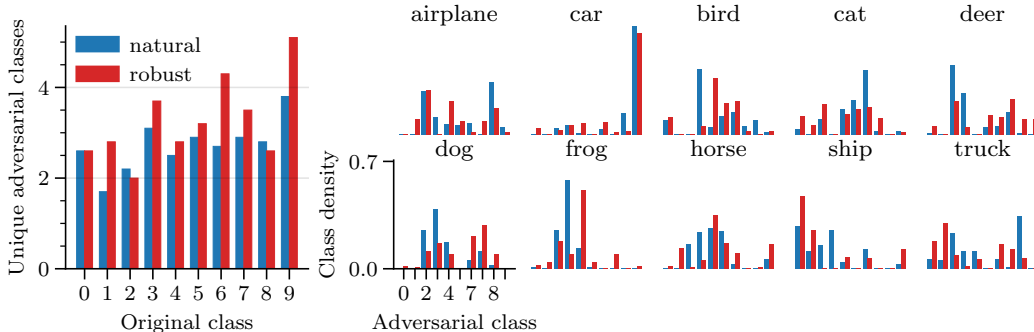 Unique adversarial classes
4
2
0
natural
robust
0 1 2 3 4 5 6 7 8 9
Original class
airplane
car
bird
cat
deer
dog
frog
horse
ship
truck
Class density
0.7
0.0
0 2 4 6 8
Adversarial class